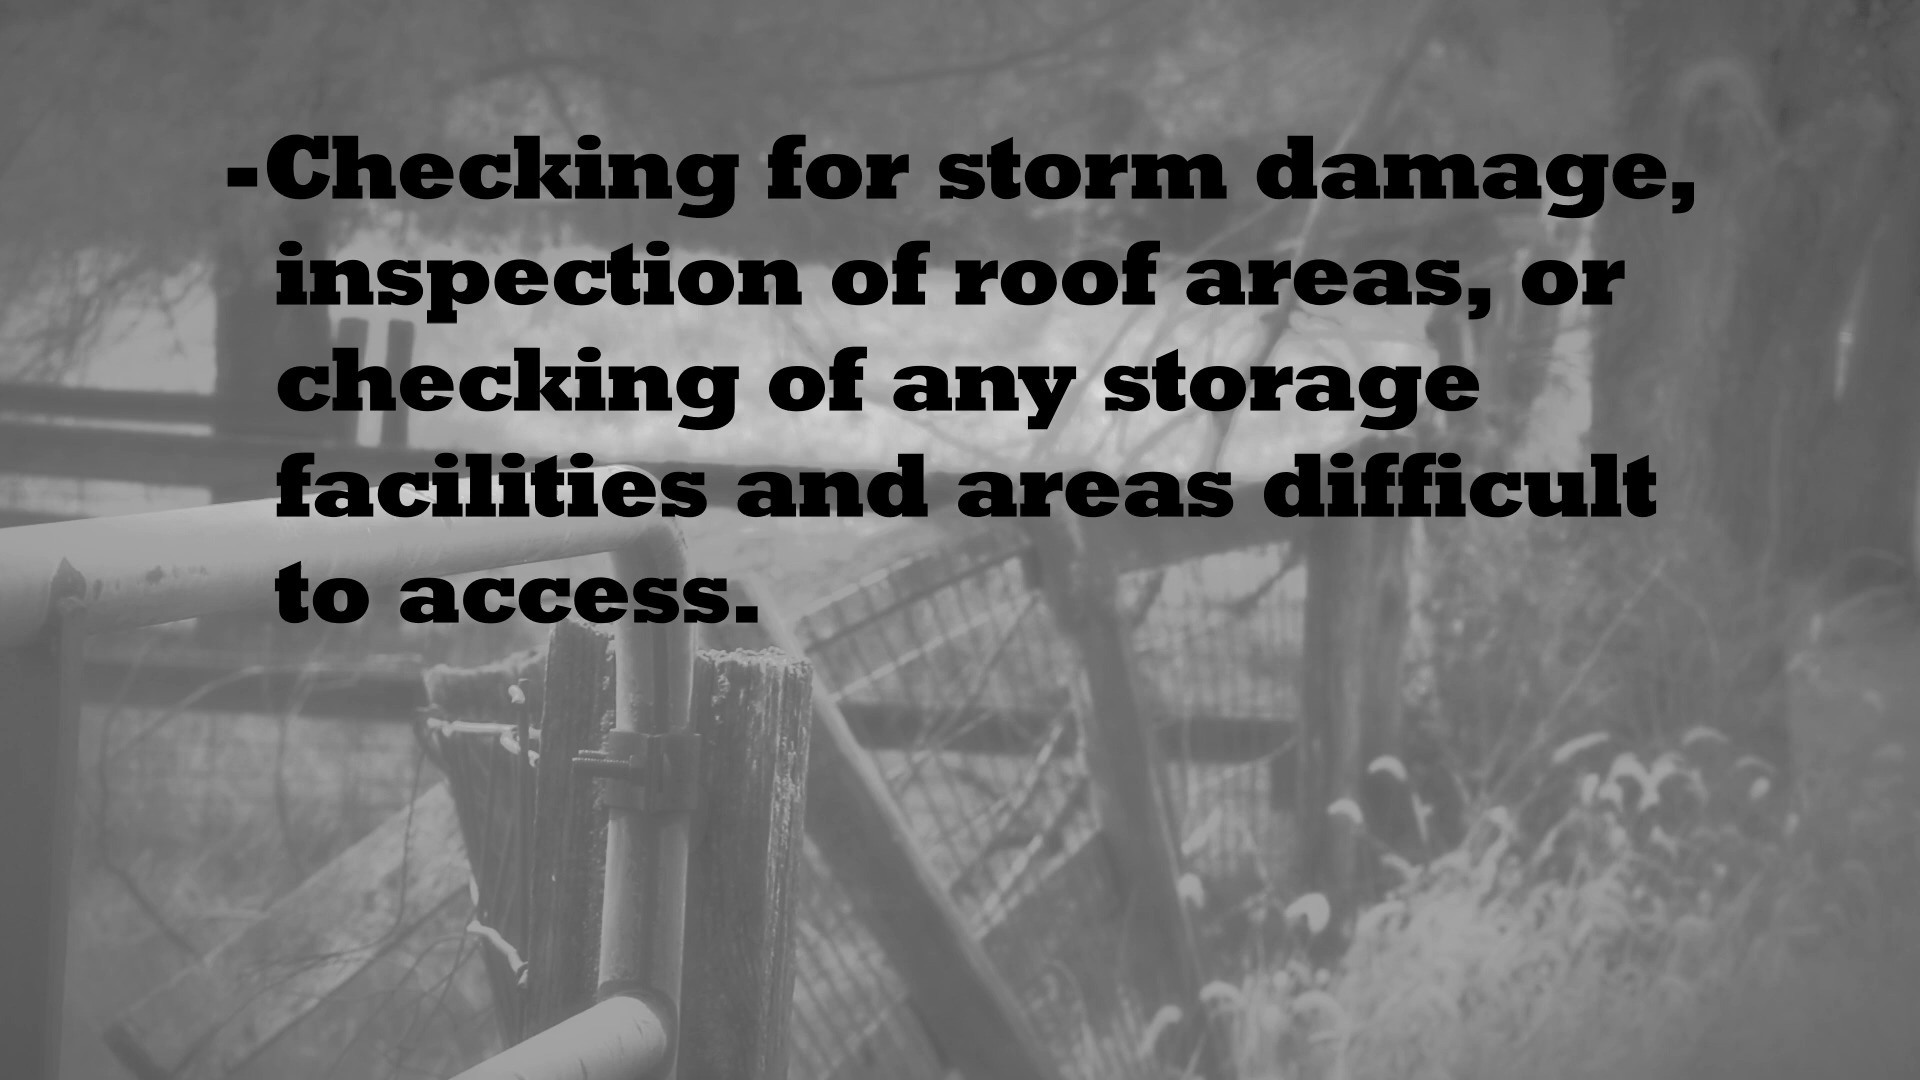 -Checking for storm damage,
inspection of roof areas, or
checking of any storage
facilities and areas difficult
to access.